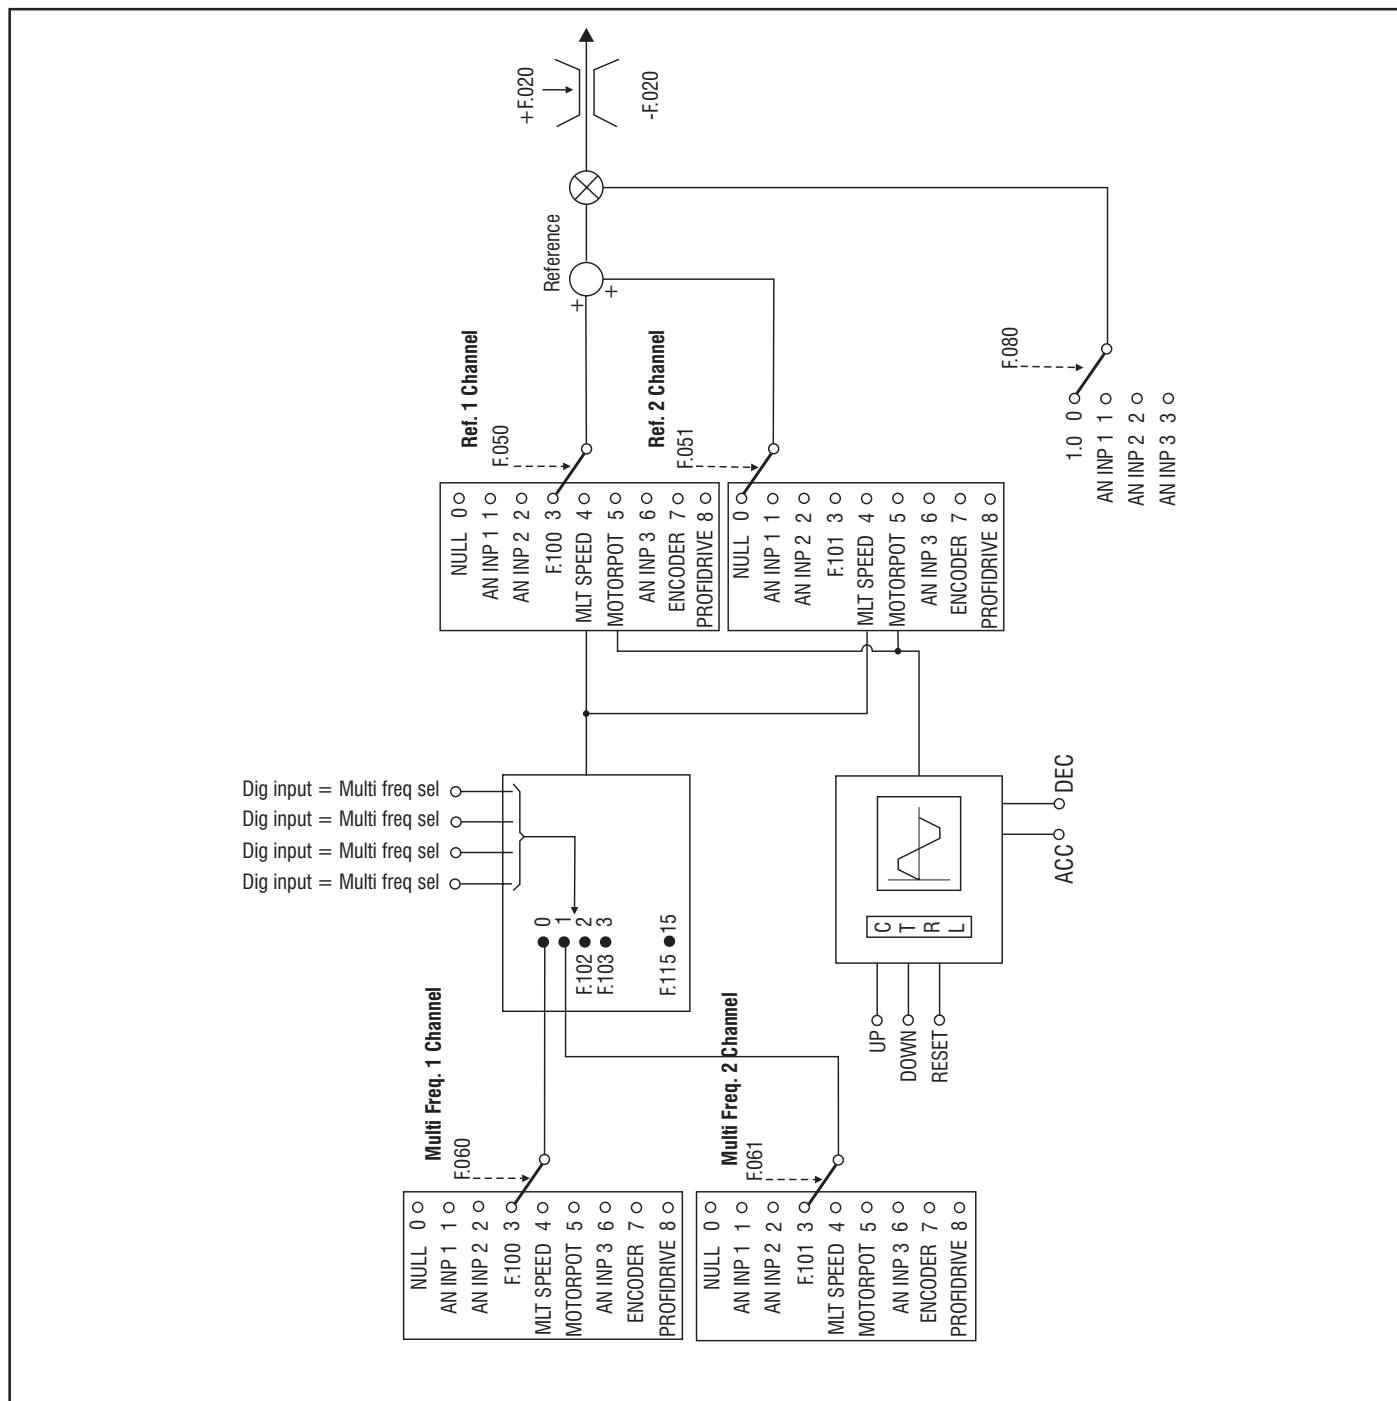 +F.020
-F.020
Reference
+
+
Ref. 1 Channel
F.050
Ref. 2 Channel
F.051
F.080
1.0 0
AN INP 1 1
AN INP 2 2
AN INP 3 3
NULL 0
AN INP 1 1
AN INP 2 2
F.100 3
MLT SPEED 4
MOTORPOT 5
AN INP 3 6
ENCODER 7
PROFIDRIVE 8
NULL 0
AN INP 1 1
AN INP 2 2
F.101 3
MLT SPEED 4
MOTORPOT 5
AN INP 3 6
ENCODER 7
PROFIDRIVE 8
Dig input = Multi freq sel
Dig input = Multi freq sel
Dig input = Multi freq sel
Dig input = Multi freq sel
0
1
F.102 2
F.103 3
F.115 15
DEC
ACC
C T R L
UP
DOWN
RESET
Multi Freq. 1 Channel
F.060
Multi Freq. 2 Channel
F.061
NULL 0
AN INP 1 1
AN INP 2 2
F.100 3
MLT SPEED 4
MOTORPOT 5
AN INP 3 6
ENCODER 7
PROFIDRIVE 8
NULL 0
AN INP 1 1
AN INP 2 2
F.101 3
MLT SPEED 4
MOTORPOT 5
AN INP 3 6
ENCODER 7
PROFIDRIVE 8